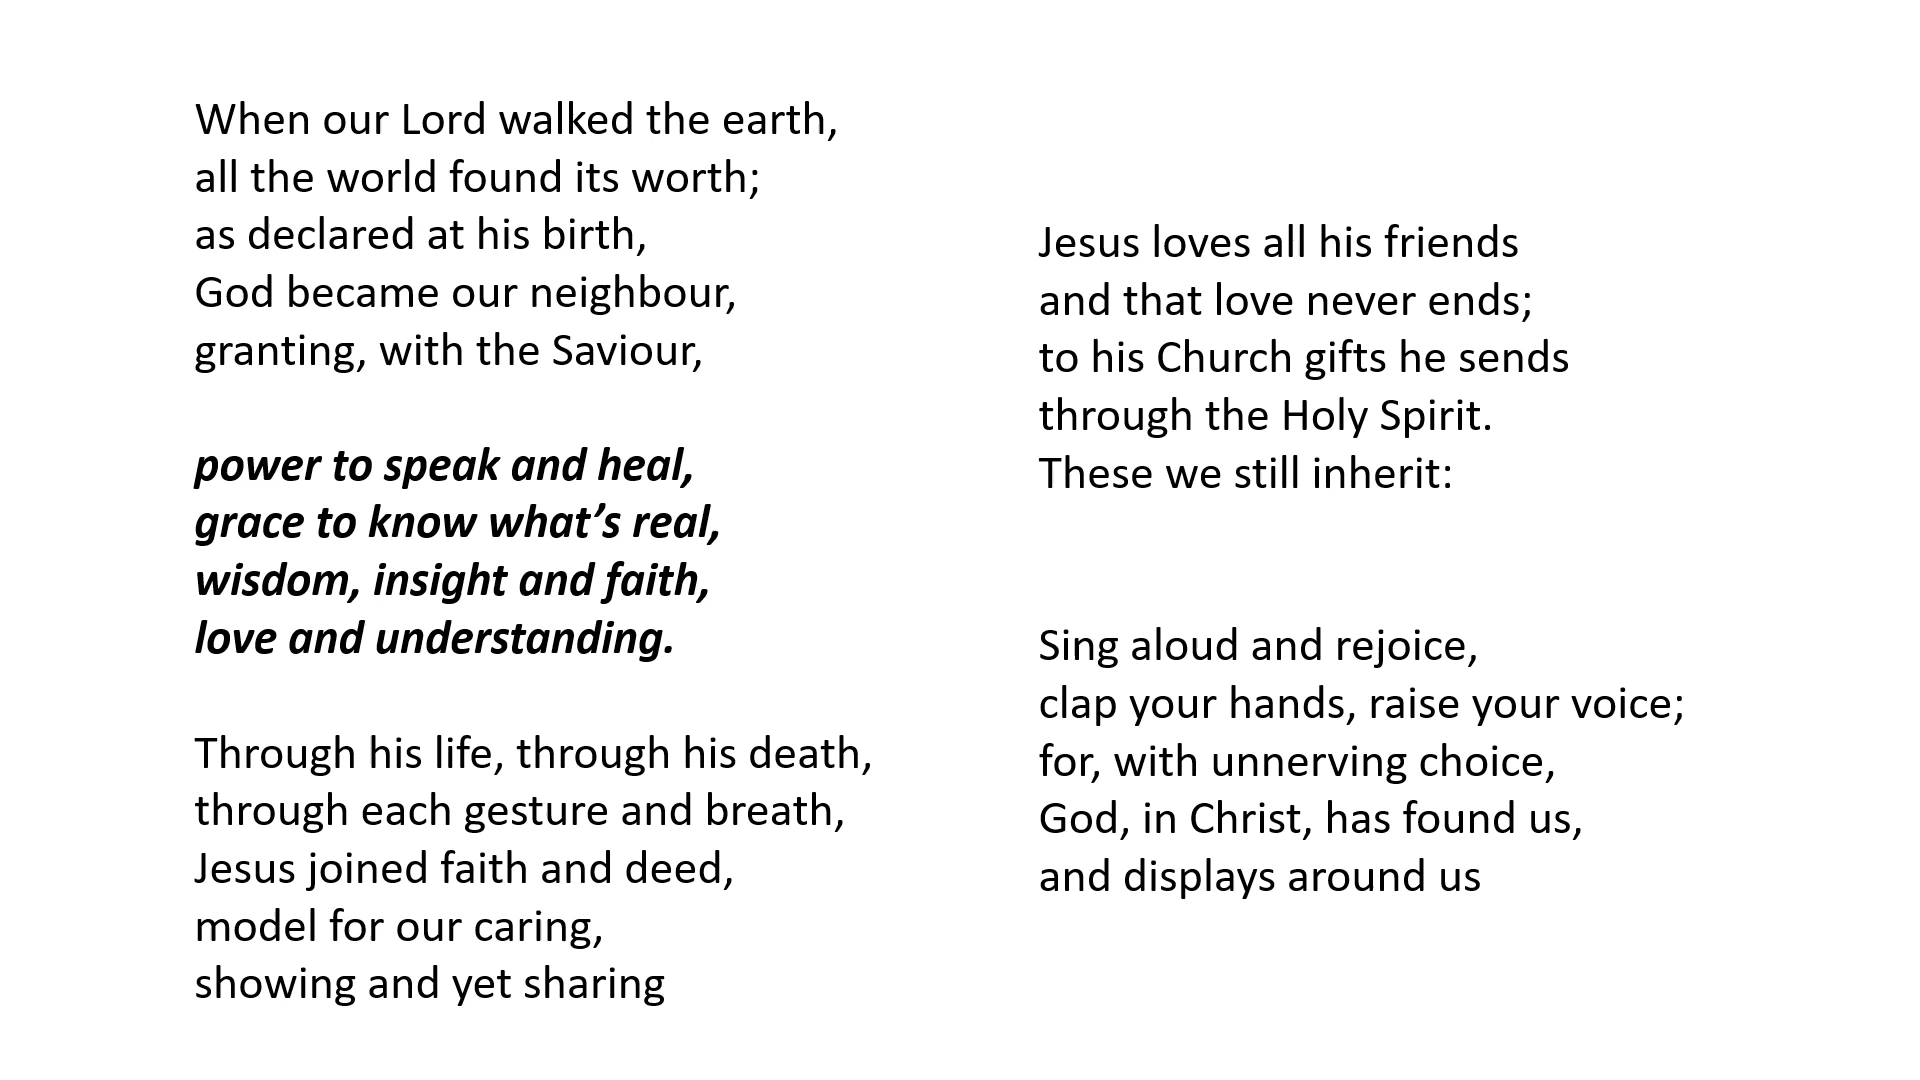 When our Lord walked the earth,
all the world found its worth;
as declared at his birth,
God became our neighbour,
granting, with the Saviour,
power to speak and heal,
grace to know what’s real,
wisdom, insight and faith,
love and understanding.
Through his life, through his death,
through each gesture and breath,
Jesus joined faith and deed,
model for our caring,
showing and yet sharing
Jesus loves all his friends
and that love never ends;
to his Church gifts he sends
through the Holy Spirit.
These we still inherit:
Sing aloud and rejoice,
clap your hands, raise your voice;
for, with unnerving choice,
God, in Christ, has found us,
and displays around us